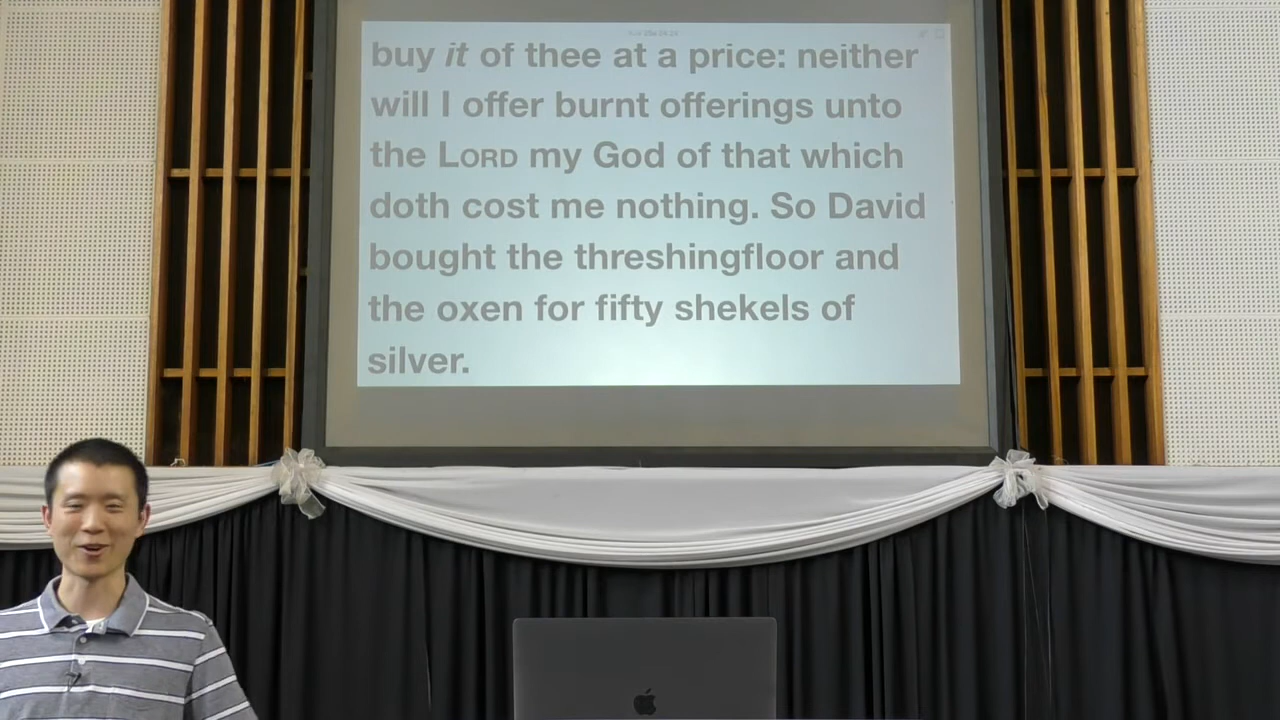 buy it of thee at a price: neither
will I offer burnt offerings unto
the LORD my God of that which
doth cost me nothing. So David
bought the threshingfloor and
the oxen for fifty shekels of
silver.